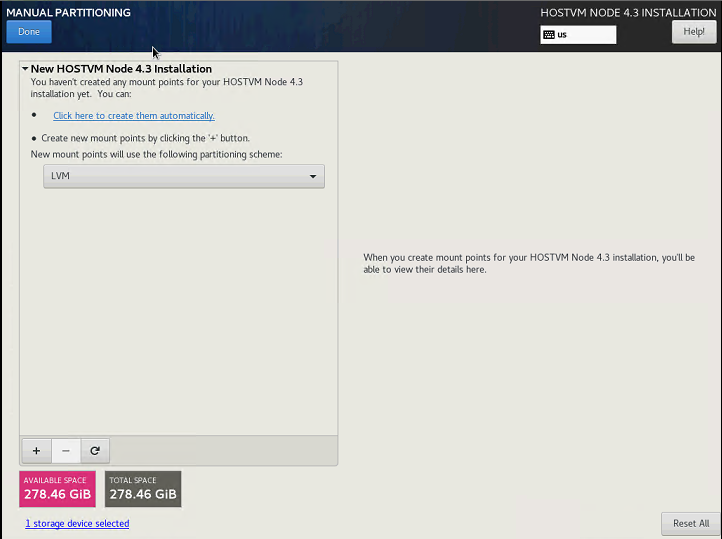 MANUAL PARTITIONING
HOSTVM NODE 4.3 INSTALLATION
Done
us
Help!
New HOSTVM Node 4.3 Installation
You haven't created any mount points for your HOSTVM Node 4.3
installation yet. You can:
• Click here to create them automatically.
• Create new mount points by clicking the '+' button.
New mount points will use the following partitioning scheme:
LVM
When you create mount points for your HOSTVM Node 4.3 installation, you'll be
able to view their details here.
+ −
AVAILABLE SPACE
278.46 GiB
TOTAL SPACE
278.46 GiB
1 storage device selected
Reset All